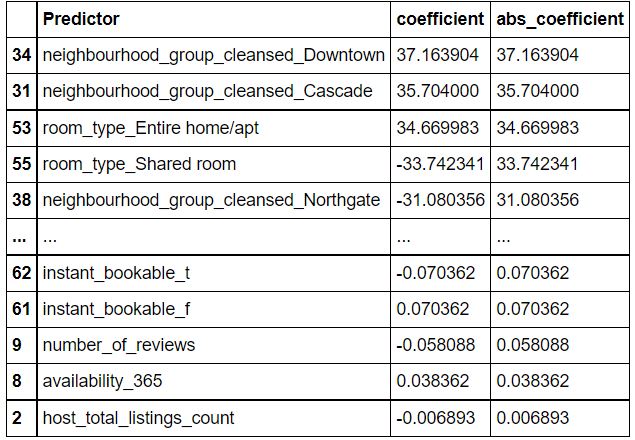 Predictor coefficient abs_coefficient
34 neighbourhood_group_cleansed_Downtown 37.163904 37.163904
31 neighbourhood_group_cleansed_Cascade 35.704000 35.704000
53 room_type_Entire home/apt 34.669983 34.669983
55 room_type_Shared room -33.742341 33.742341
38 neighbourhood_group_cleansed_Northgate -31.080356 31.080356
... ... ... ...
62 instant_bookable_t -0.070362 0.070362
61 instant_bookable_f 0.070362 0.070362
9 number_of_reviews -0.058088 0.058088
8 availability_365 0.038362 0.038362
2 host_total_listings_count -0.006893 0.006893